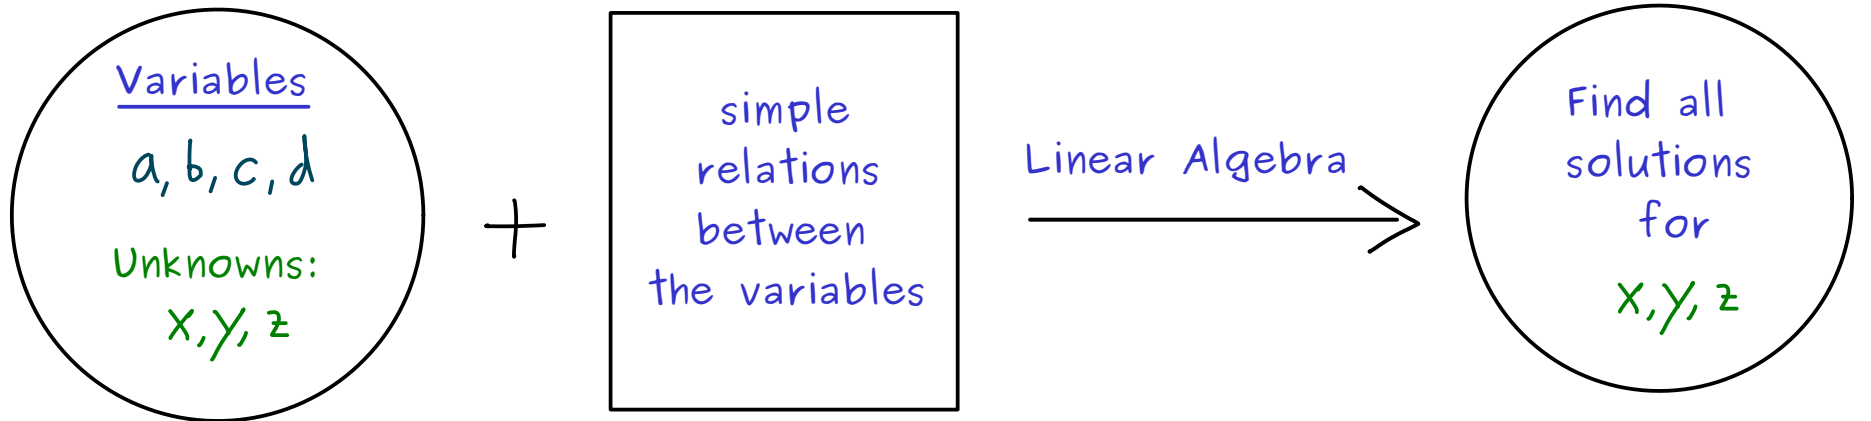 Variables
a, b, c, d
Unknowns:
x, y, z
+
simple
relations
between
the variables
Linear Algebra
Find all
solutions
for
x, y, z